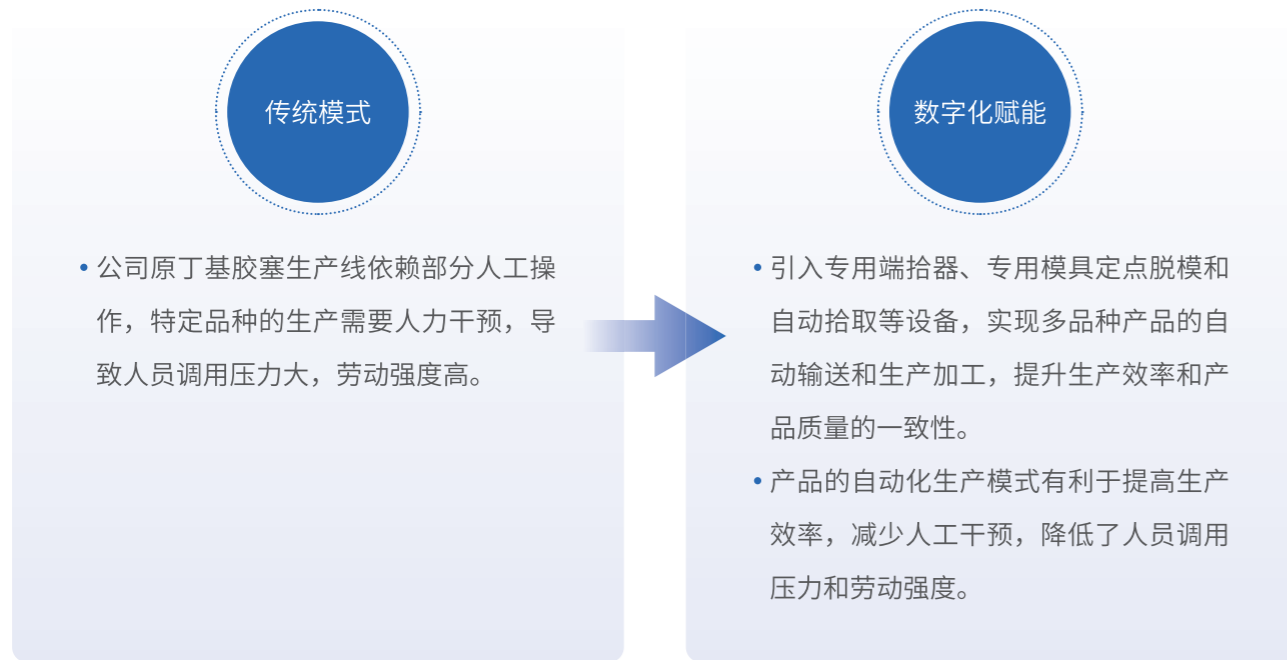 传统模式
• 公司原丁基胶塞生产线依赖部分人工操
作，特定品种的生产需要人力干预，导
致人员调用压力大，劳动强度高。
数字化赋能
• 引入专用端拾器、专用模具定点脱模和
自动拾取等设备，实现多品种产品的自
动输送和生产加工，提升生产效率和产
品质量的一致性。
• 产品的自动化生产模式有利于提高生产
效率，减少人工干预，降低了人员调用
压力和劳动强度。